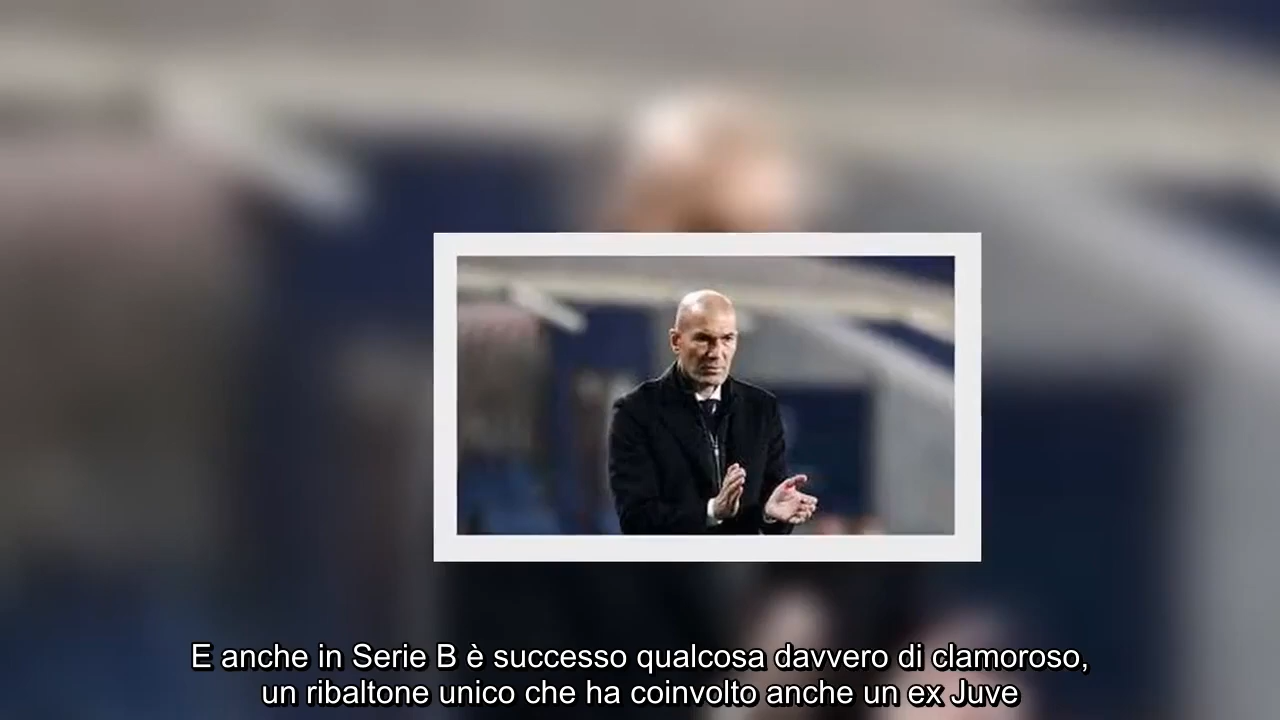 E anche in Serie B è successo qualcosa davvero di clamoroso,
un ribaltone unico che ha coinvolto anche un ex Juve